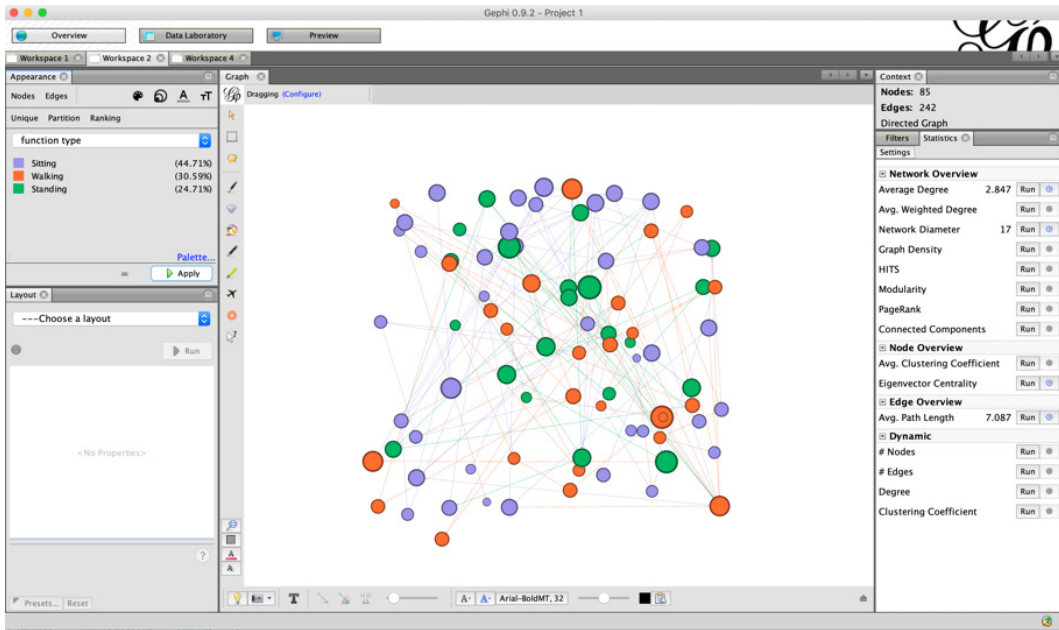 Gephi 0.9.2 - Project 1
Overview
Data Laboratory
Preview
Workspace 1
Workspace 2
Workspace 4
Appearance
Nodes Edges
Unique Partition Ranking
function type
Sitting (44.71%)
Walking (30.59%)
Standing (24.71%)
Palette...
Apply
Layout
---Choose a layout
Run
<No Properties>
Presets... Reset
Graph
Dragging (Configure)
Arial-BoldMT, 32
Context
Nodes: 85
Edges: 242
Directed Graph
Filters Statistics
Settings
Network Overview
Average Degree 2.847 Run
Avg. Weighted Degree Run
Network Diameter 17 Run
Graph Density Run
HITS Run
Modularity Run
PageRank Run
Connected Components Run
Node Overview
Avg. Clustering Coefficient Run
Eigenvector Centrality Run
Edge Overview
Avg. Path Length 7.087 Run
Dynamic
# Nodes Run
# Edges Run
Degree Run
Clustering Coefficient Run